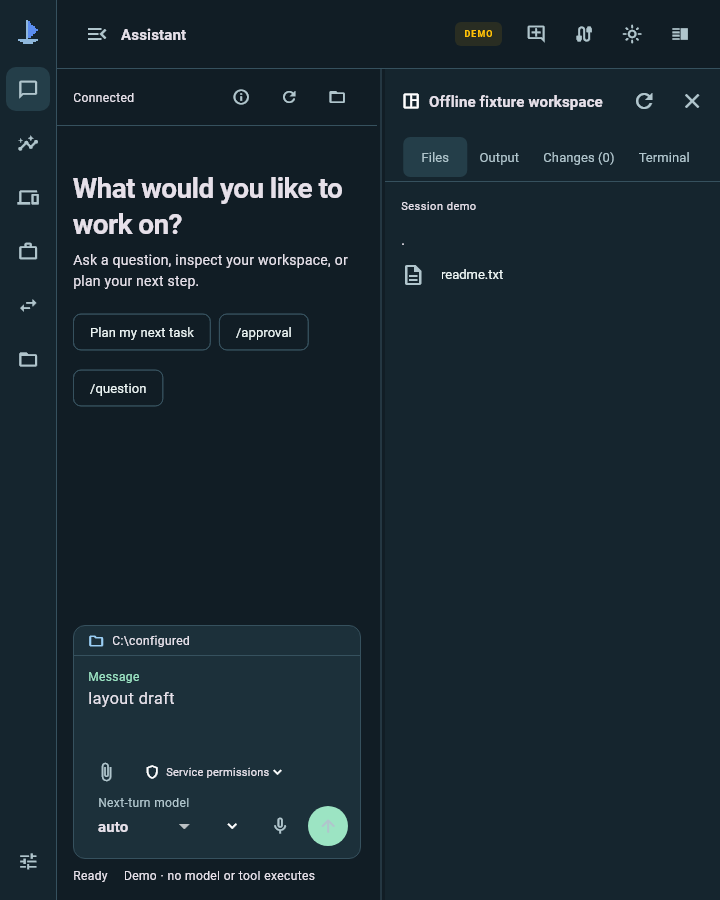 Assistant
DEMO
Connected
What would you like to
work on?
Ask a question, inspect your workspace, or
plan your next step.
Plan my next task
/approval
/question
C:\configured
Message
layout draft
Service permissions
Next-turn model
auto
Ready
Demo · no model or tool executes
Offline fixture workspace
Files
Output
Changes (0)
Terminal
Session demo
.
readme.txt